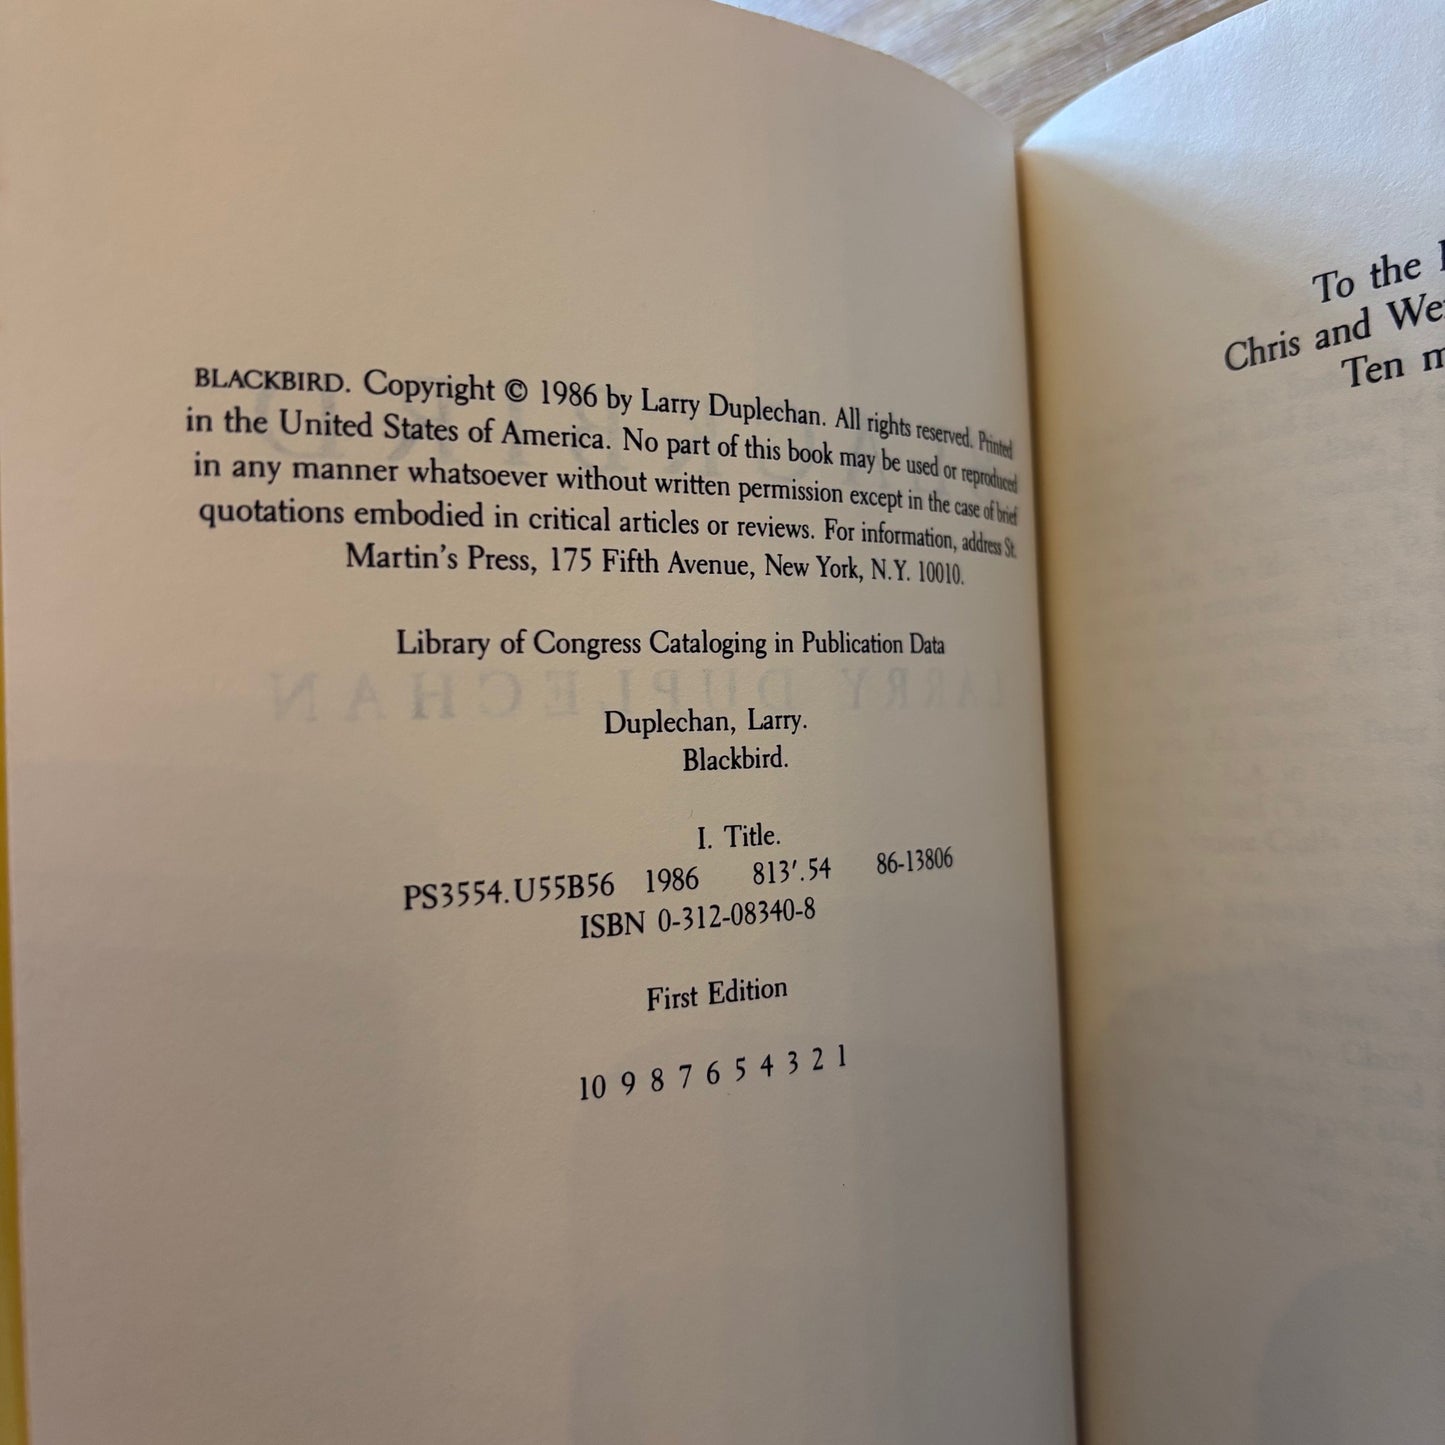 BLACKBIRD. Copyright © 1986 by Larry Duplechan. All rights reserved. Printed
in the United States of America. No part of this book may be used or reproduced
in any manner whatsoever without written permission except in the case of brief
quotations embodied in critical articles or reviews. For information, address St.
Martin's Press, 175 Fifth Avenue, New York, N.Y. 10010.
Library of Congress Cataloging in Publication Data
Duplechan, Larry.
Blackbird.
I. Title.
PS3554.U55B56 1986 813'.54 86-13806
ISBN 0-312-08340-8
First Edition
10 9 8 7 6 5 4 3 2 1
To the
Chris and
Ten